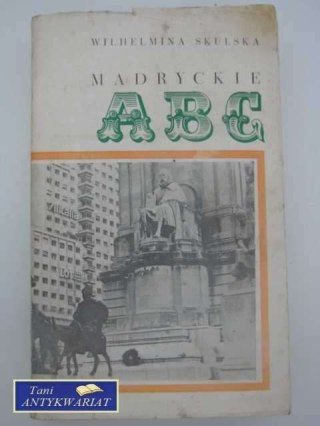 WILHELMINA SKULSKA
MADRYCKIE
ABC
Tani
ANTYKWARIAT